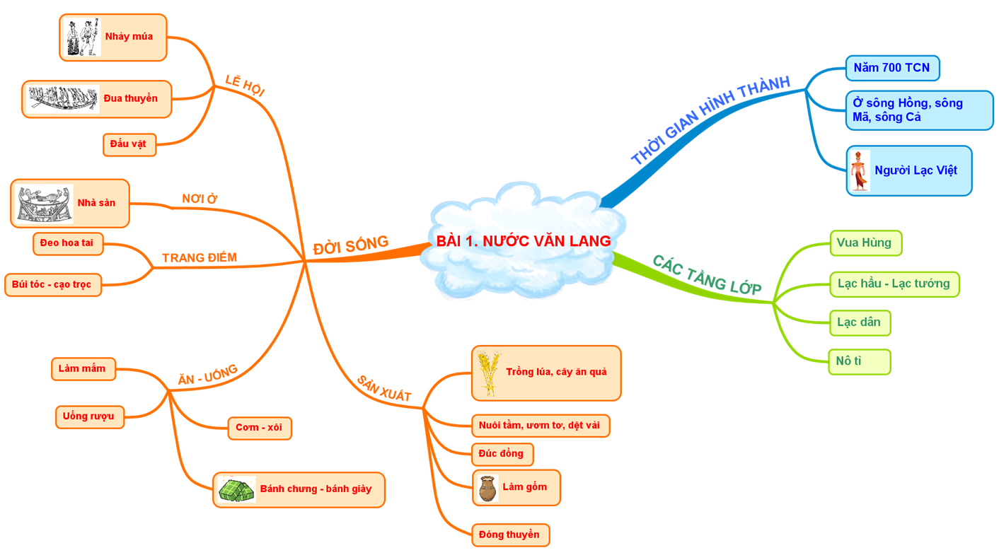 BÀI 1. NƯỚC VĂN LANG
THỜI GIAN HÌNH THÀNH
Năm 700 TCN
Ở sông Hồng, sông
Mã, sông Cả
Người Lạc Việt
CÁC TẦNG LỚP
Vua Hùng
Lạc hầu - Lạc tướng
Lạc dân
Nô tì
ĐỜI SỐNG
LỄ HỘI
Nhảy múa
Đua thuyền
Đấu vật
NƠI Ở
Nhà sàn
TRANG ĐIỂM
Đeo hoa tai
Búi tóc - cạo trọc
ĂN - UỐNG
Làm mắm
Uống rượu
Cơm - xôi
Bánh chưng - bánh giày
SẢN XUẤT
Trồng lúa, cây ăn quả
Nuôi tằm, ươm tơ, dệt vải
Đúc đồng
Làm gốm
Đóng thuyền